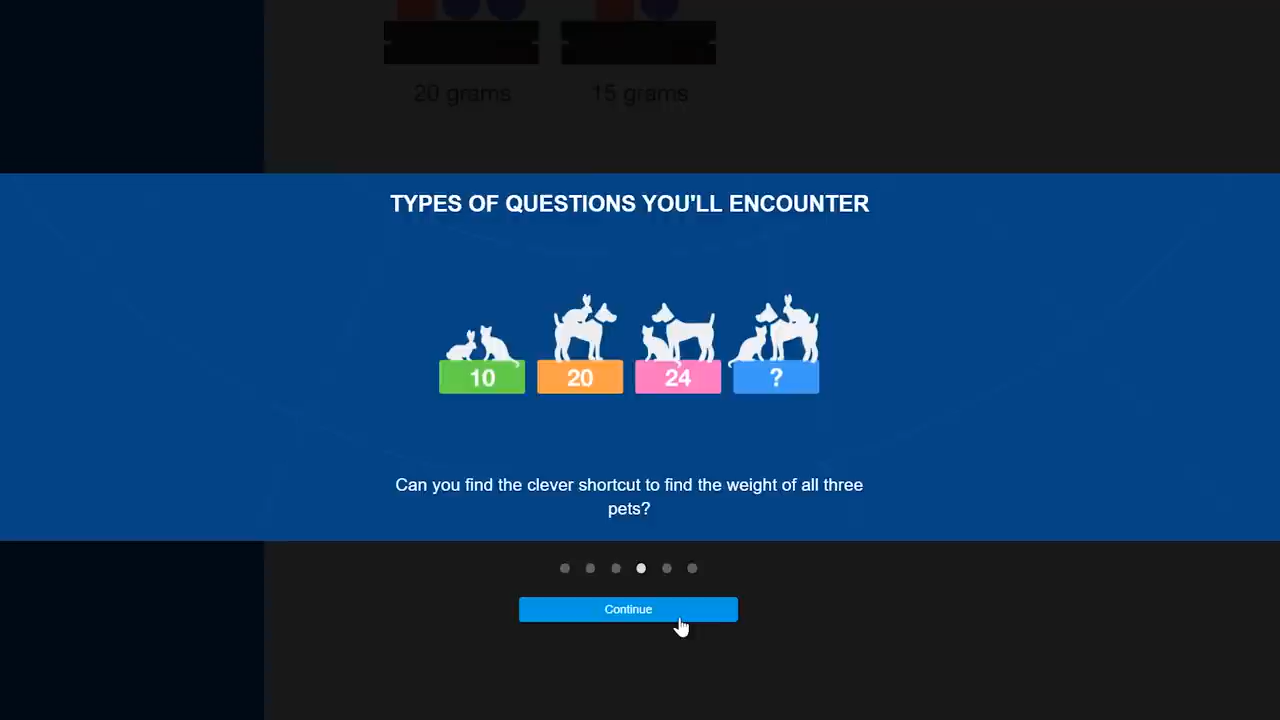 20 grams 15 grams
TYPES OF QUESTIONS YOU'LL ENCOUNTER
10 20 24 ?
Can you find the clever shortcut to find the weight of all three
pets?
Continue